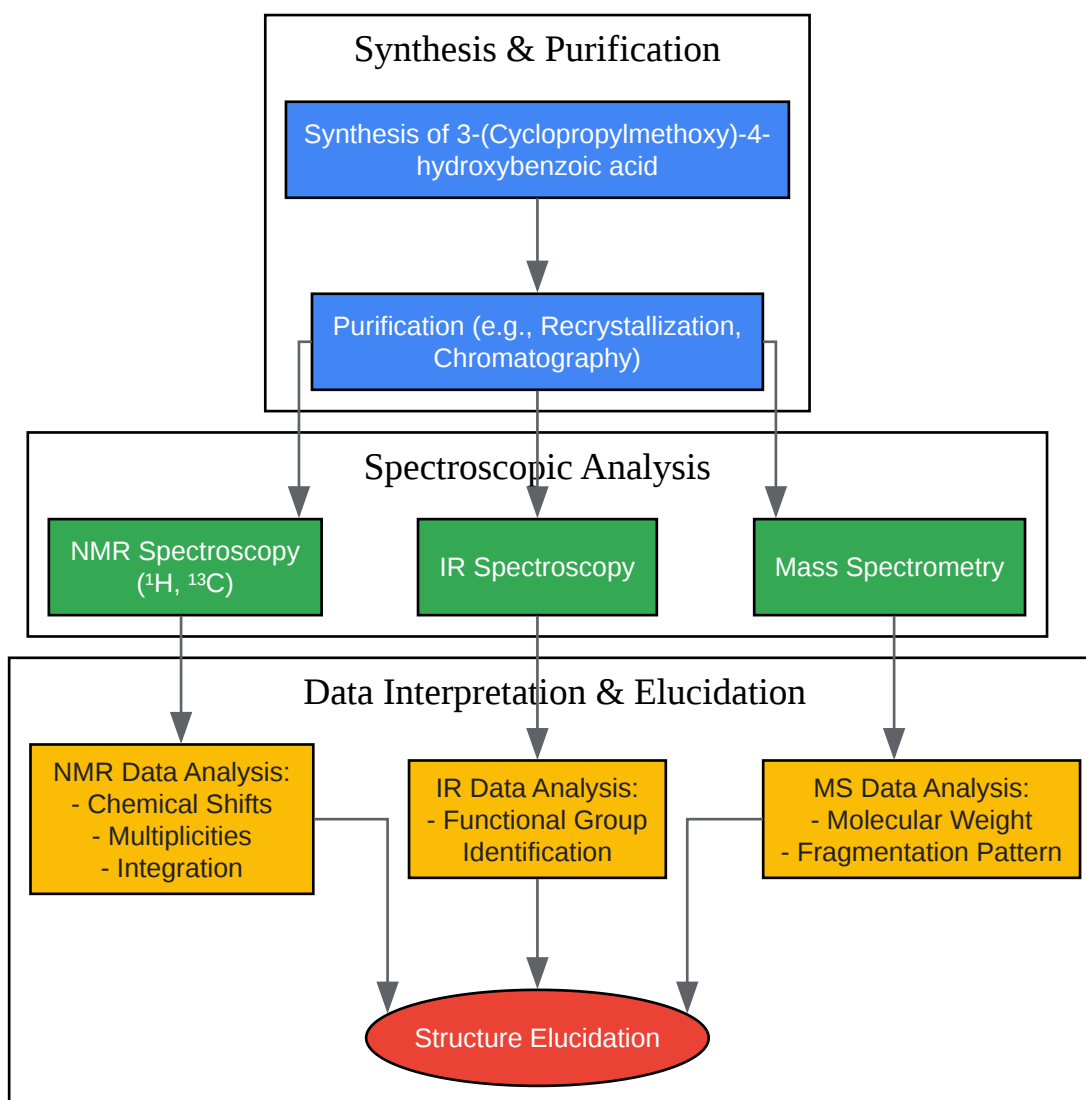 Synthesis & Purification
Synthesis of 3-(Cyclopropylmethoxy)-4-
hydroxybenzoic acid
Purification (e.g., Recrystallization,
Chromatography)
Spectroscopic Analysis
NMR Spectroscopy
(¹H, ¹³C)
IR Spectroscopy
Mass Spectrometry
Data Interpretation & Elucidation
NMR Data Analysis:
- Chemical Shifts
- Multiplicities
- Integration
IR Data Analysis:
- Functional Group
Identification
MS Data Analysis:
- Molecular Weight
- Fragmentation Pattern
Structure Elucidation